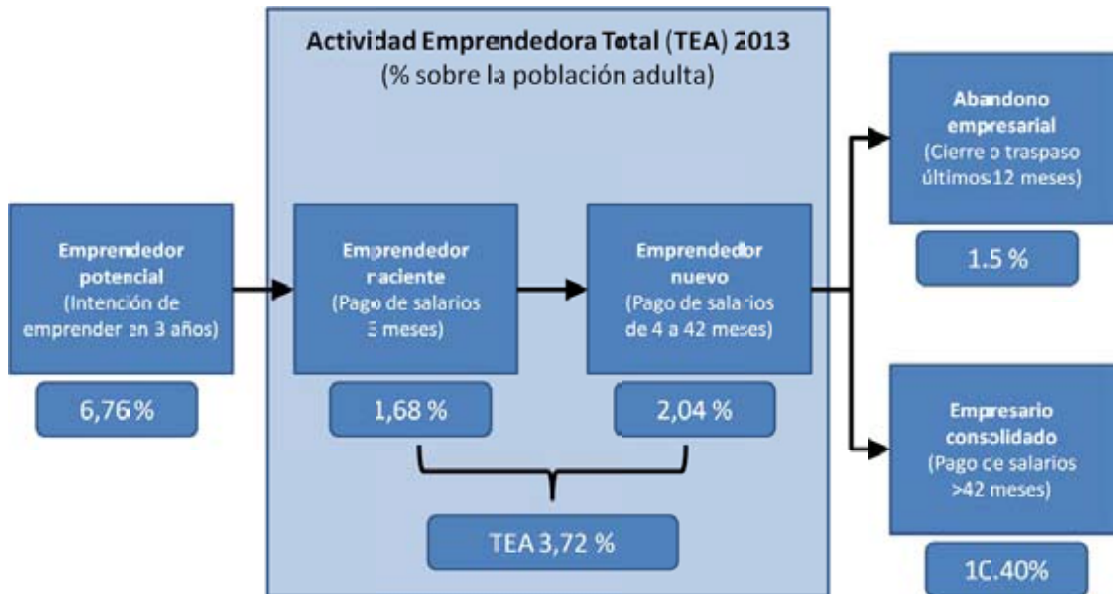 Actividad Emprendedora Total (TEA) 2013
(% sobre la población adulta)
Emprendedor
potencial
(Intención de
emprender en 3 años)
6,76 %
Emprendedor
naciente
(Pago de salarios
3 meses)
1,68 %
Emprendedor
nuevo
(Pago de salarios
de 4 a 42 meses)
2,04 %
TEA 3,72 %
Abandono
empresarial
(Cierre o traspaso
últimos 12 meses)
1.5 %
Empresario
consolidado
(Pago de salarios
>42 meses)
10.40%